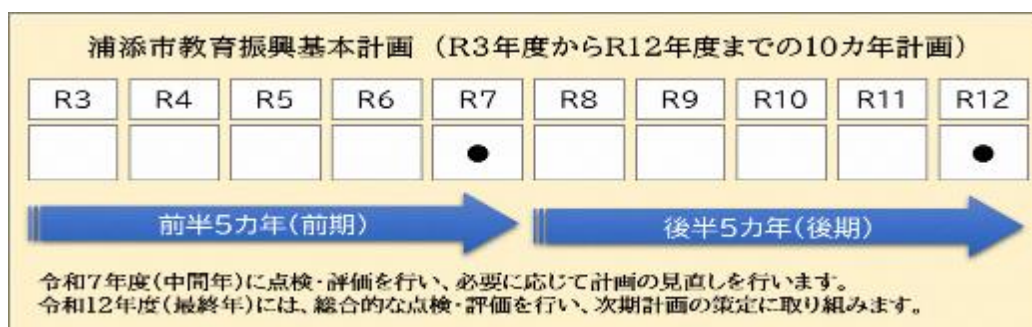 浦添市教育振興基本計画（R3年度からR12年度までの10カ年計画）
R3 R4 R5 R6 R7 R8 R9 R10 R11 R12
● ●
前半5カ年(前期) 後半5カ年(後期)
令和7年度(中間年)に点検・評価を行い、必要に応じて計画の見直しを行います。
令和12年度(最終年)には、総合的な点検・評価を行い、次期計画の策定に取り組みます。